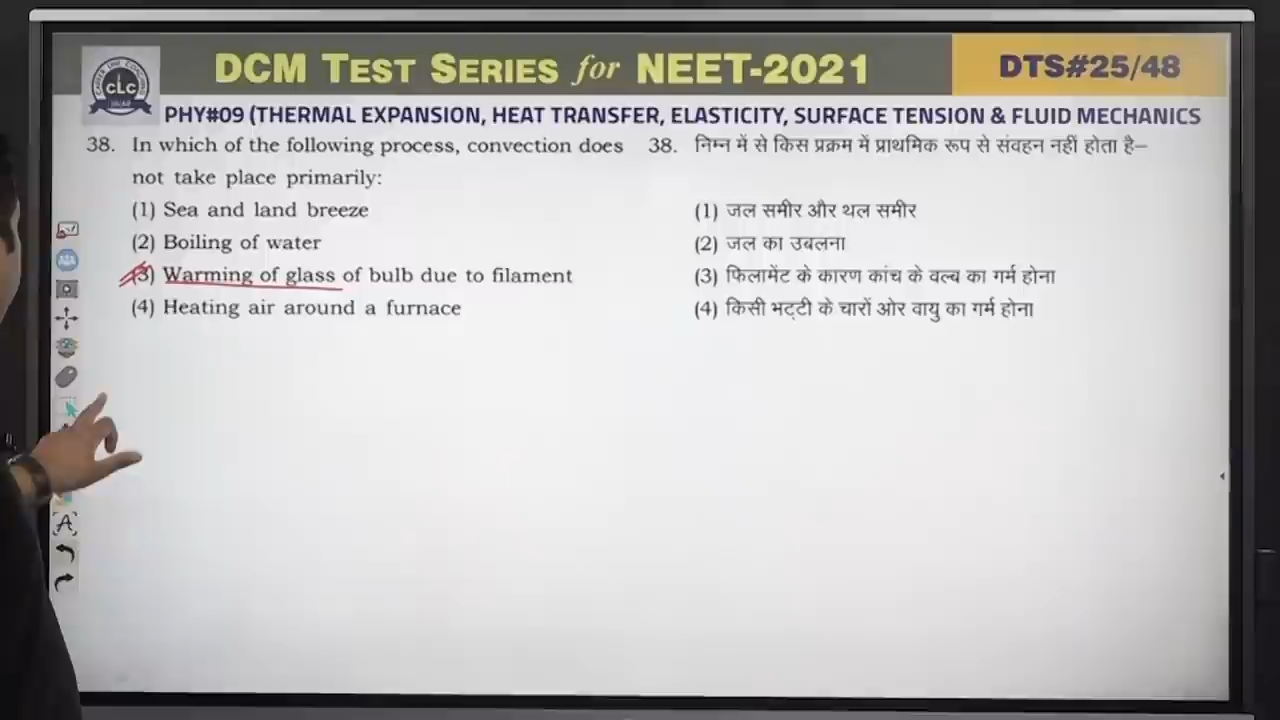 DCM TEST SERIES for NEET-2021
DTS#25/48
CLC
PHY#09 (THERMAL EXPANSION, HEAT TRANSFER, ELASTICITY, SURFACE TENSION & FLUID MECHANICS
38. In which of the following process, convection does
not take place primarily:
(1) Sea and land breeze
(2) Boiling of water
(3) Warming of glass of bulb due to filament
(4) Heating air around a furnace
38. निम्न में से किस प्रक्रम में प्राथमिक रूप से संवहन नहीं होता है–
(1) जल समीर और थल समीर
(2) जल का उबलना
(3) फिलामेंट के कारण कांच के वल्ब का गर्म होना
(4) किसी भट्टी के चारों ओर वायु का गर्म होना
A